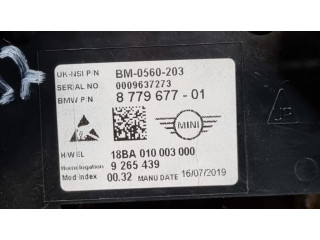 UK-NSI P/N BM-0560-203
SERIAL NO 0009637273
BMW P/N 8 779 677 - 01
MINI
H/W EL 18BA 010 003 000
Homologation 9 265 439
Mod Index 00.32 MANU DATE 16/07/2019